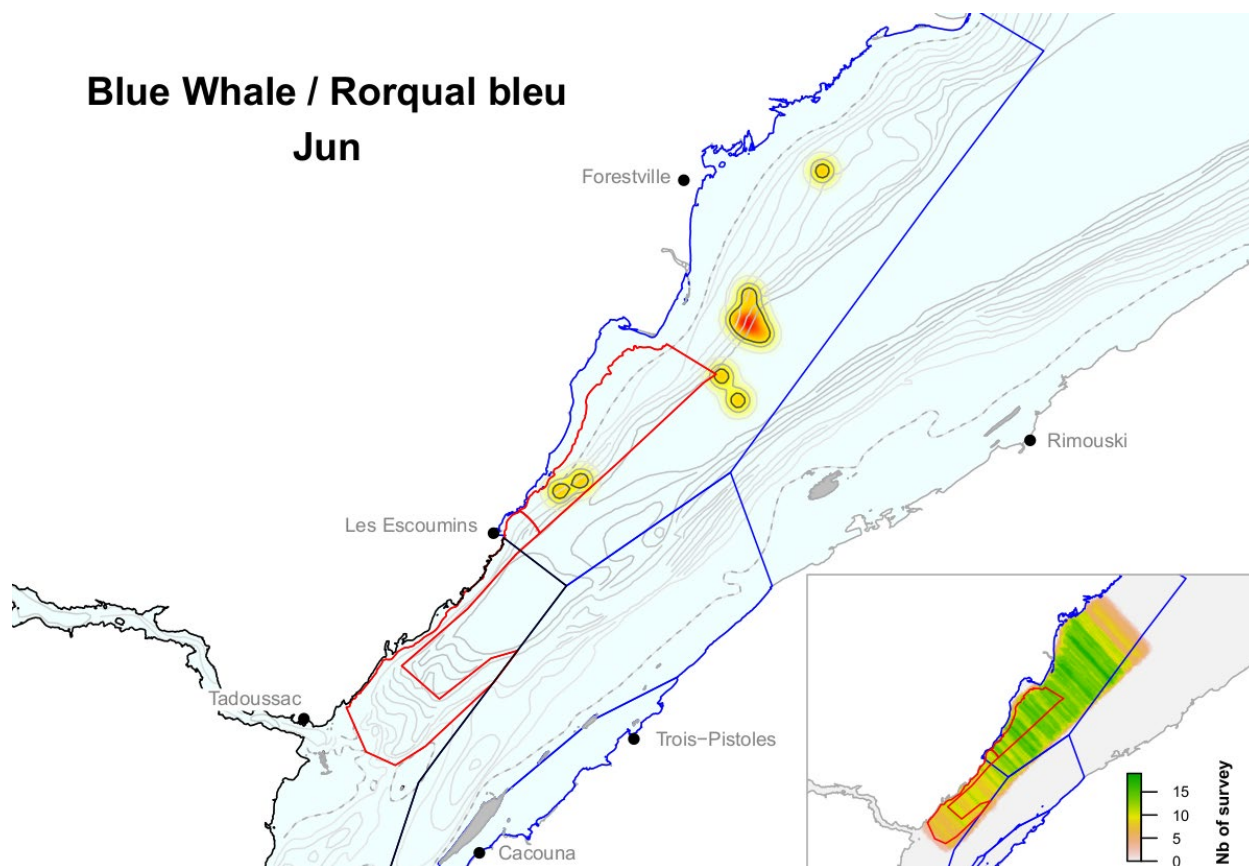 Blue Whale / Rorqual bleu
Jun
Forestville
Rimouski
Les Escoumins
Tadoussac
Trois−Pistoles
Cacouna
15
10
5
0
Nb of survey